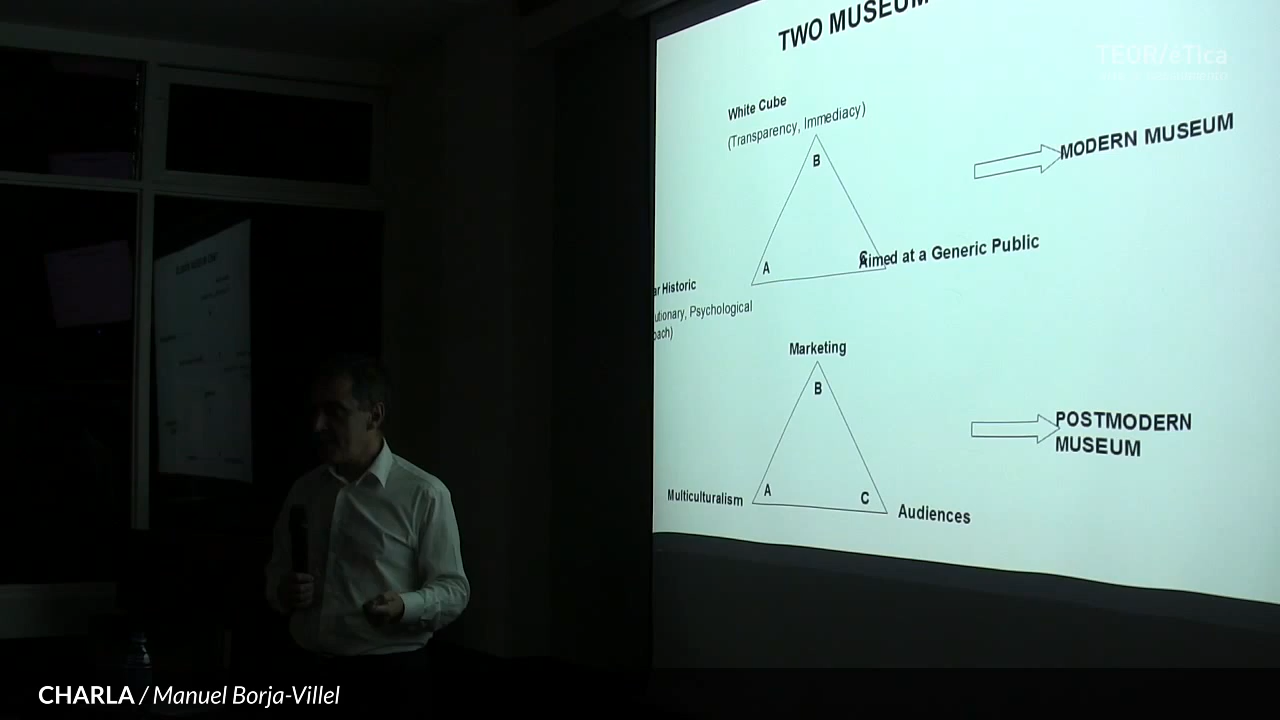 TWO MUSEUM
TEOR/éTica
White Cube
(Transparency, Immediacy)
B
MODERN MUSEUM
A
C
Aimed at a Generic Public
ar Historic
utionary, Psychological
oach)
Marketing
B
POSTMODERN
MUSEUM
Multiculturalism
A
C
Audiences
CHARLA / Manuel Borja-Villel